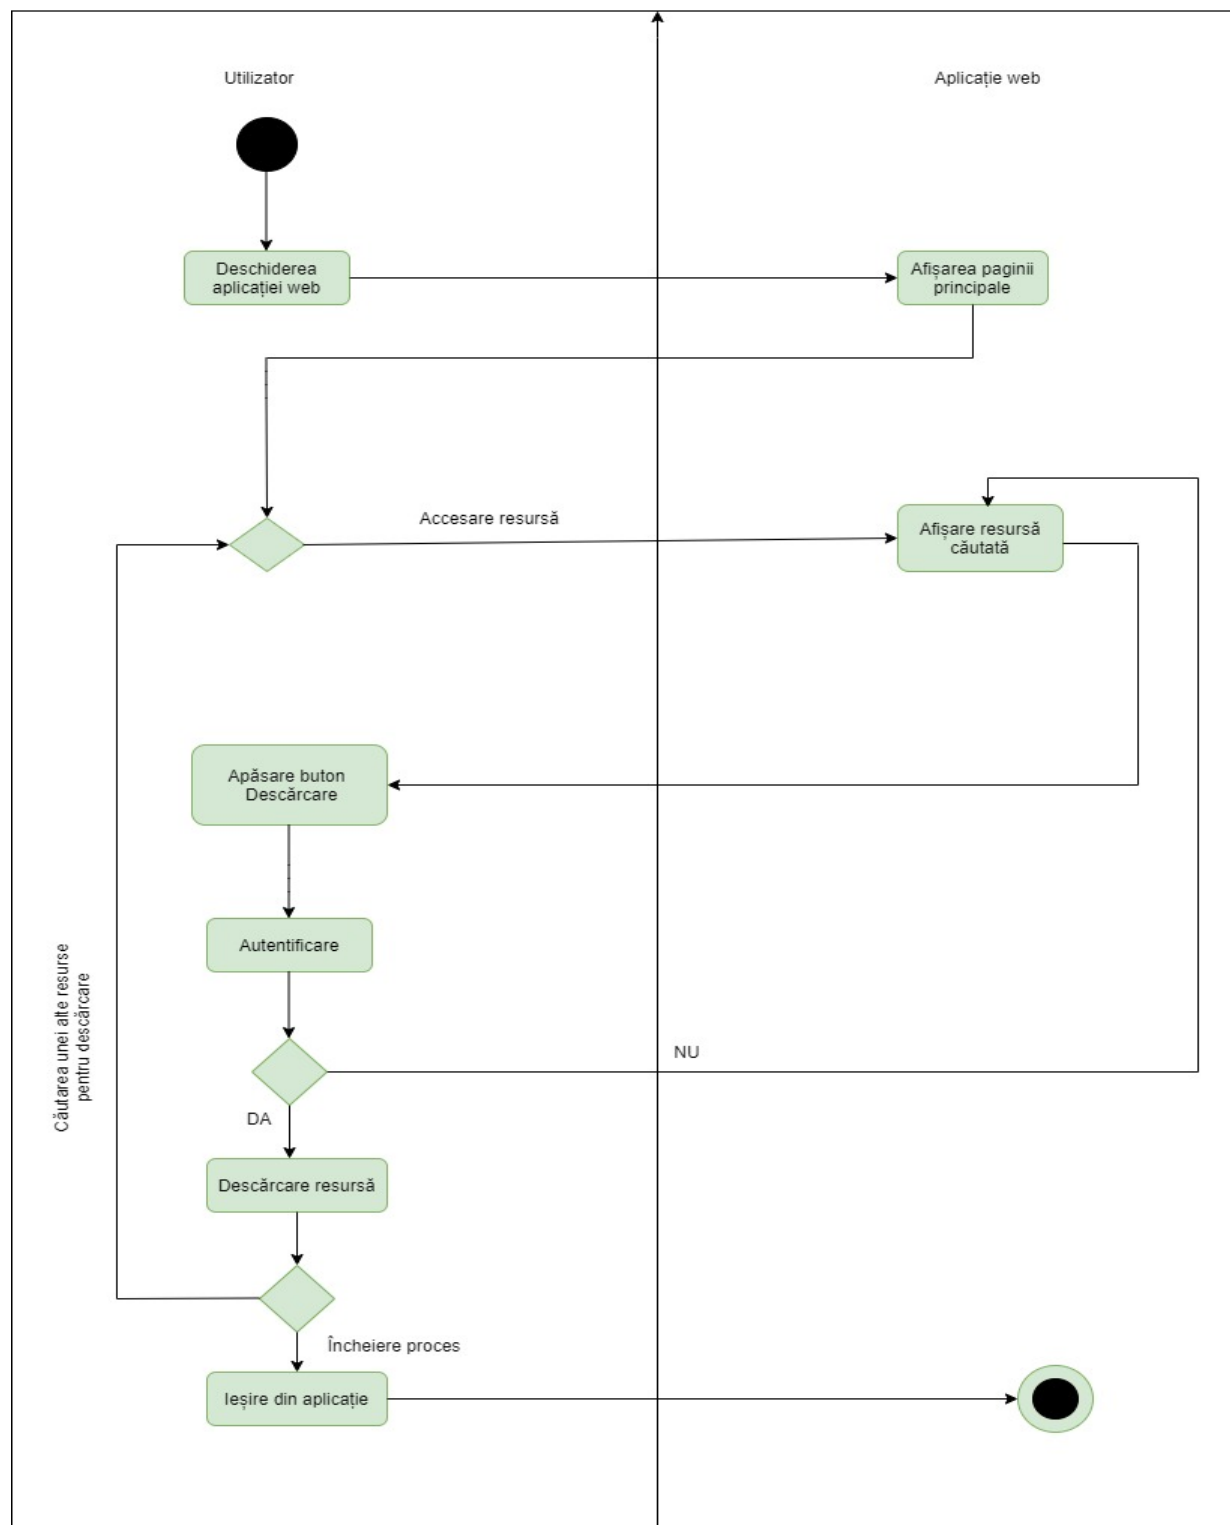 Utilizator
Aplicație web
Deschiderea
aplicației web
Afișarea paginii
principale
Accesare resursă
Afișare resursă
căutată
Apăsare buton
Descărcare
Autentificare
Căutarea unei alte resurse
pentru descărcare
NU
DA
Descărcare resursă
Încheiere proces
Ieșire din aplicație